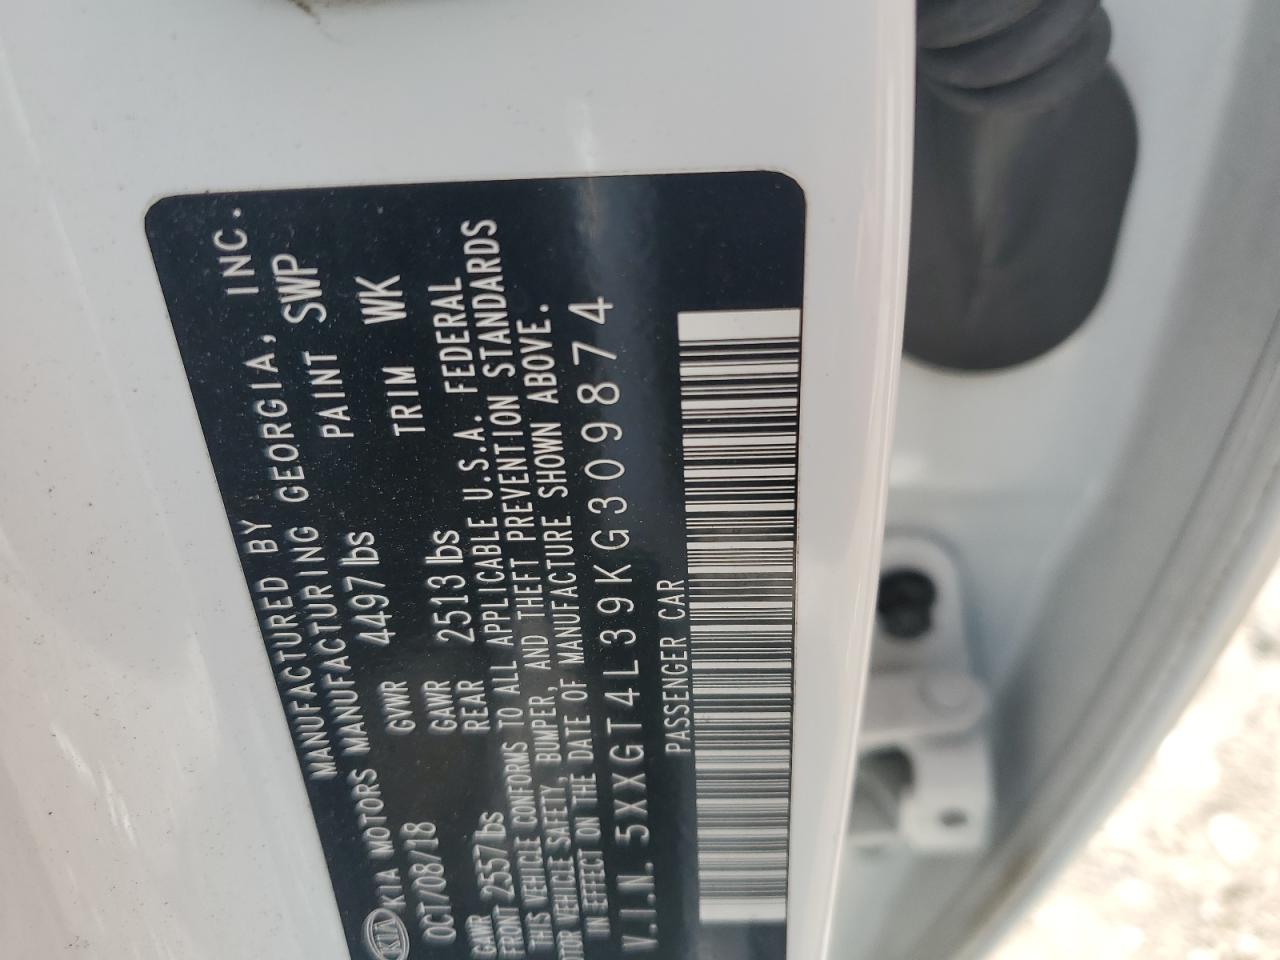 MANUFACTURED BY
KIA KIA MOTORS MANUFACTURING GEORGIA, INC.
OCT/08/18 GVWR 4497 lbs PAINT SWP
GAWR FRONT 2557 lbs GAWR REAR 2513 lbs TRIM WK
THIS VEHICLE CONFORMS TO ALL APPLICABLE U.S.A. FEDERAL
VEHICLE SAFETY, BUMPER, AND THEFT PREVENTION STANDARDS
IN EFFECT ON THE DATE OF MANUFACTURE SHOWN ABOVE.
V.I.N. 5XXGT4L39KG309874
PASSENGER CAR